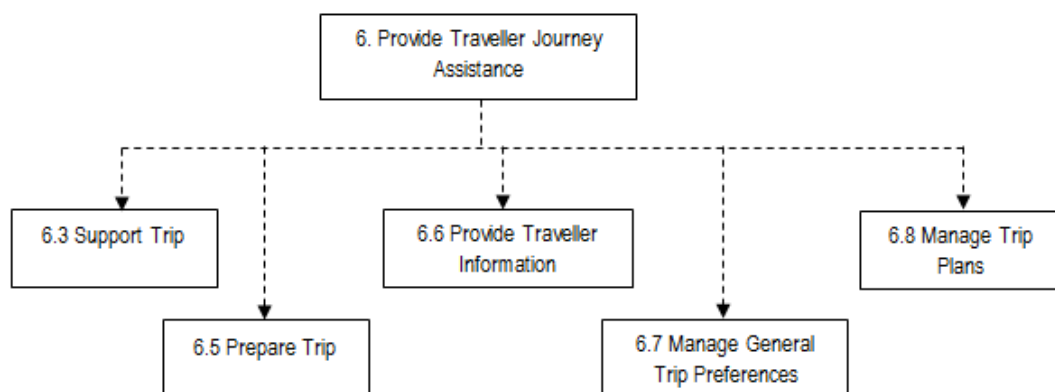 6. Provide Traveller Journey
Assistance
6.3 Support Trip
6.6 Provide Traveller
Information
6.8 Manage Trip
Plans
6.5 Prepare Trip
6.7 Manage General
Trip Preferences